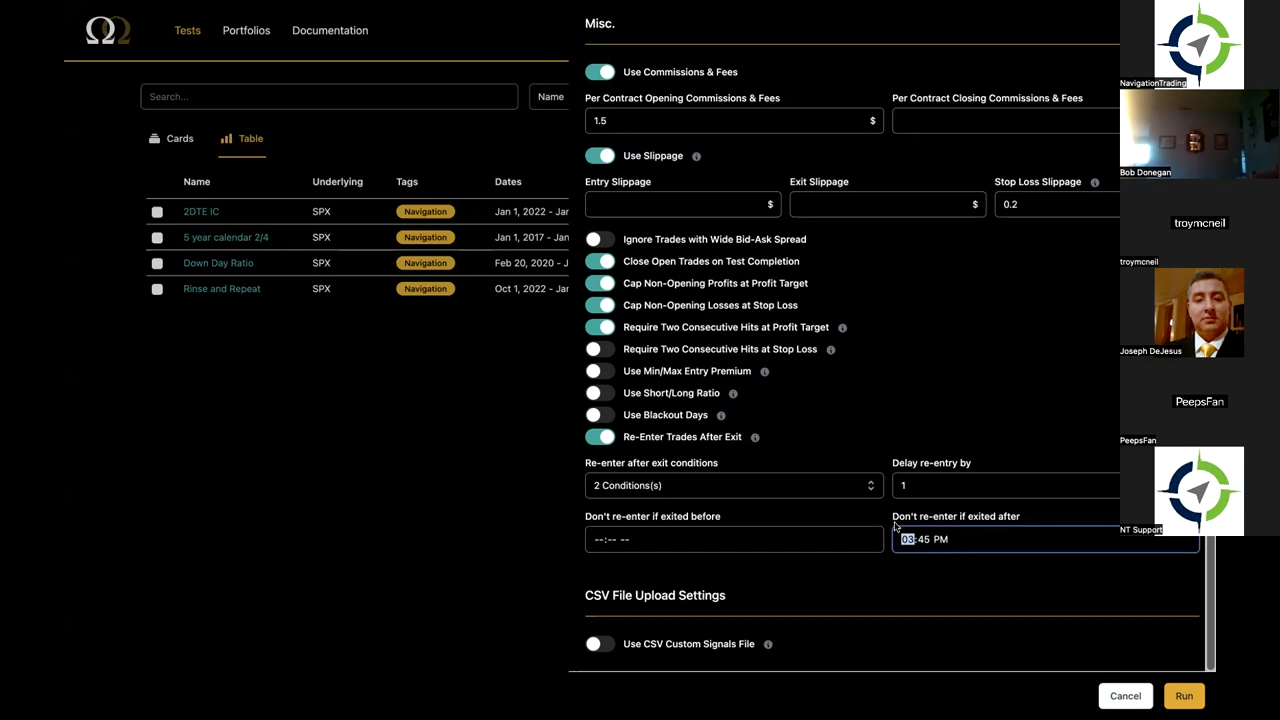 Misc.
Tests
Portfolios
Documentation
Use Commissions & Fees
Search...
Name
Per Contract Opening Commissions & Fees
Per Contract Closing Commissions & Fees
1.5
$
Cards
Table
Use Slippage
Name
Underlying
Tags
Dates
Entry Slippage
Exit Slippage
Stop Loss Slippage
$
$
0.2
2DTE IC
SPX
Navigation
Jan 1, 2022 - Jan
5 year calendar 2/4
SPX
Navigation
Jan 1, 2017 - Jan
Down Day Ratio
SPX
Navigation
Feb 20, 2020 - Jan
Rinse and Repeat
SPX
Navigation
Oct 1, 2022 - Jan
Ignore Trades with Wide Bid-Ask Spread
Close Open Trades on Test Completion
Cap Non-Opening Profits at Profit Target
Cap Non-Opening Losses at Stop Loss
Require Two Consecutive Hits at Profit Target
Require Two Consecutive Hits at Stop Loss
Use Min/Max Entry Premium
Use Short/Long Ratio
Use Blackout Days
Re-Enter Trades After Exit
Re-enter after exit conditions
Delay re-entry by
2 Conditions(s)
1
Don't re-enter if exited before
Don't re-enter if exited after
--:-- --
03:45 PM
CSV File Upload Settings
Use CSV Custom Signals File
Cancel
Run
NavigationTrading
Bob Donegan
troymcneil
troymcneil
Joseph DeJesus
PeepsFan
PeepsFan
NT Support